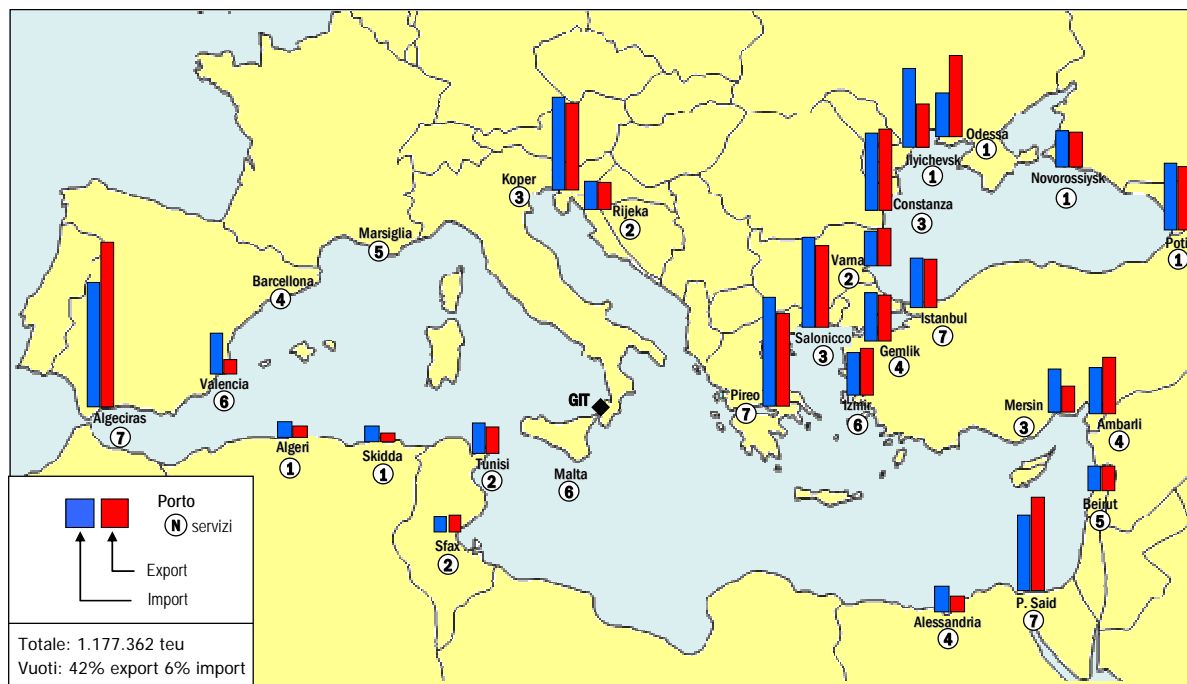 Odessa
1
Ilyichevsk
1
Novorossiysk
1
Koper
3
Rijeka
2
Constanza
3
Marsiglia
5
Poti
1
Varna
2
Barcellona
4
Istanbul
7
Salonicco
3
Gemlik
4
Valencia
6
Pireo
7
GIT
Izmir
6
Mersin
3
Algeciras
7
Ambarli
4
Algeri
1
Skidda
1
Tunisi
2
Malta
6
Beirut
5
Sfax
2
P. Said
7
Alessandria
4
Porto
N servizi
Export
Import
Totale: 1.177.362 teu
Vuoti: 42% export 6% import